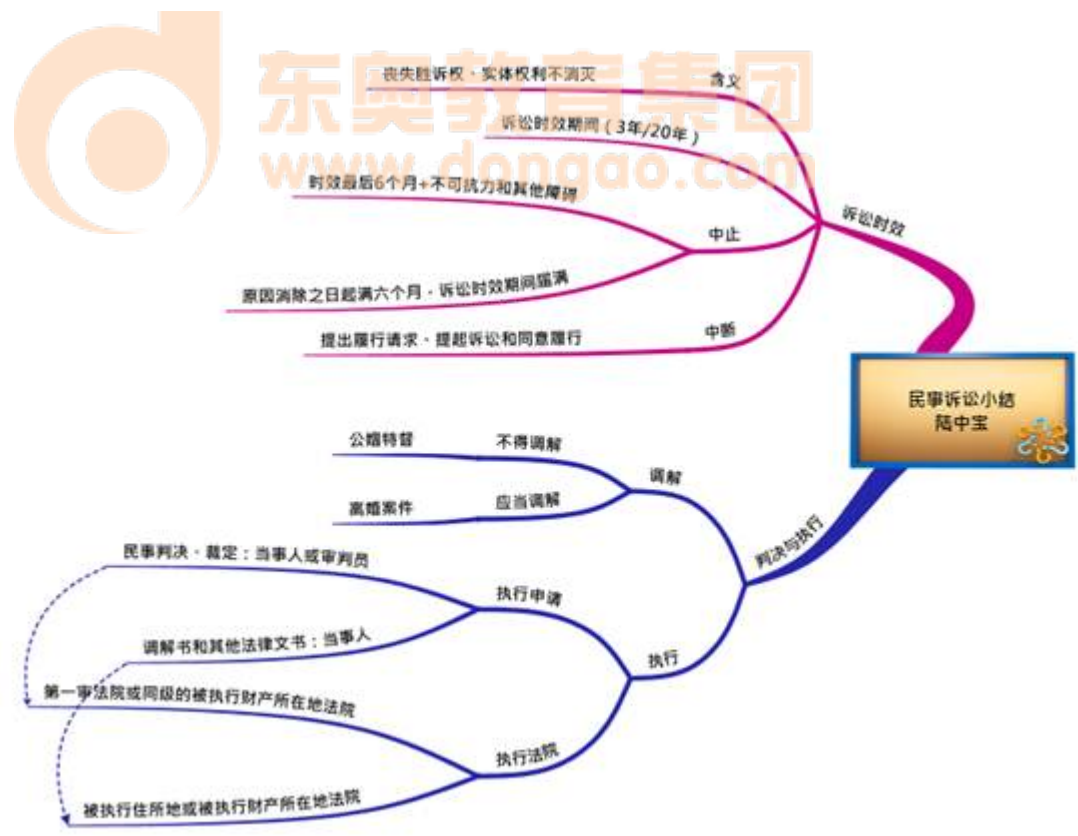 东奥教育集团
www.dongao.com
丧失胜诉权、实体权利不消灭
含义
诉讼时效期间(3年/20年)
时效最后6个月+不可抗力和其他障碍
中止
原因消除之日起满六个月,诉讼时效期间届满
提出履行请求、提起诉讼和同意履行
中断
诉讼时效
民事诉讼小结
陆中宝
公婚特督
不得调解
离婚案件
应当调解
调解
判决与执行
民事判决、裁定:当事人或审判员
执行申请
调解书和其他法律文书:当事人
执行
第一审法院或同级的被执行财产所在地法院
执行法院
被执行住所地或被执行财产所在地法院